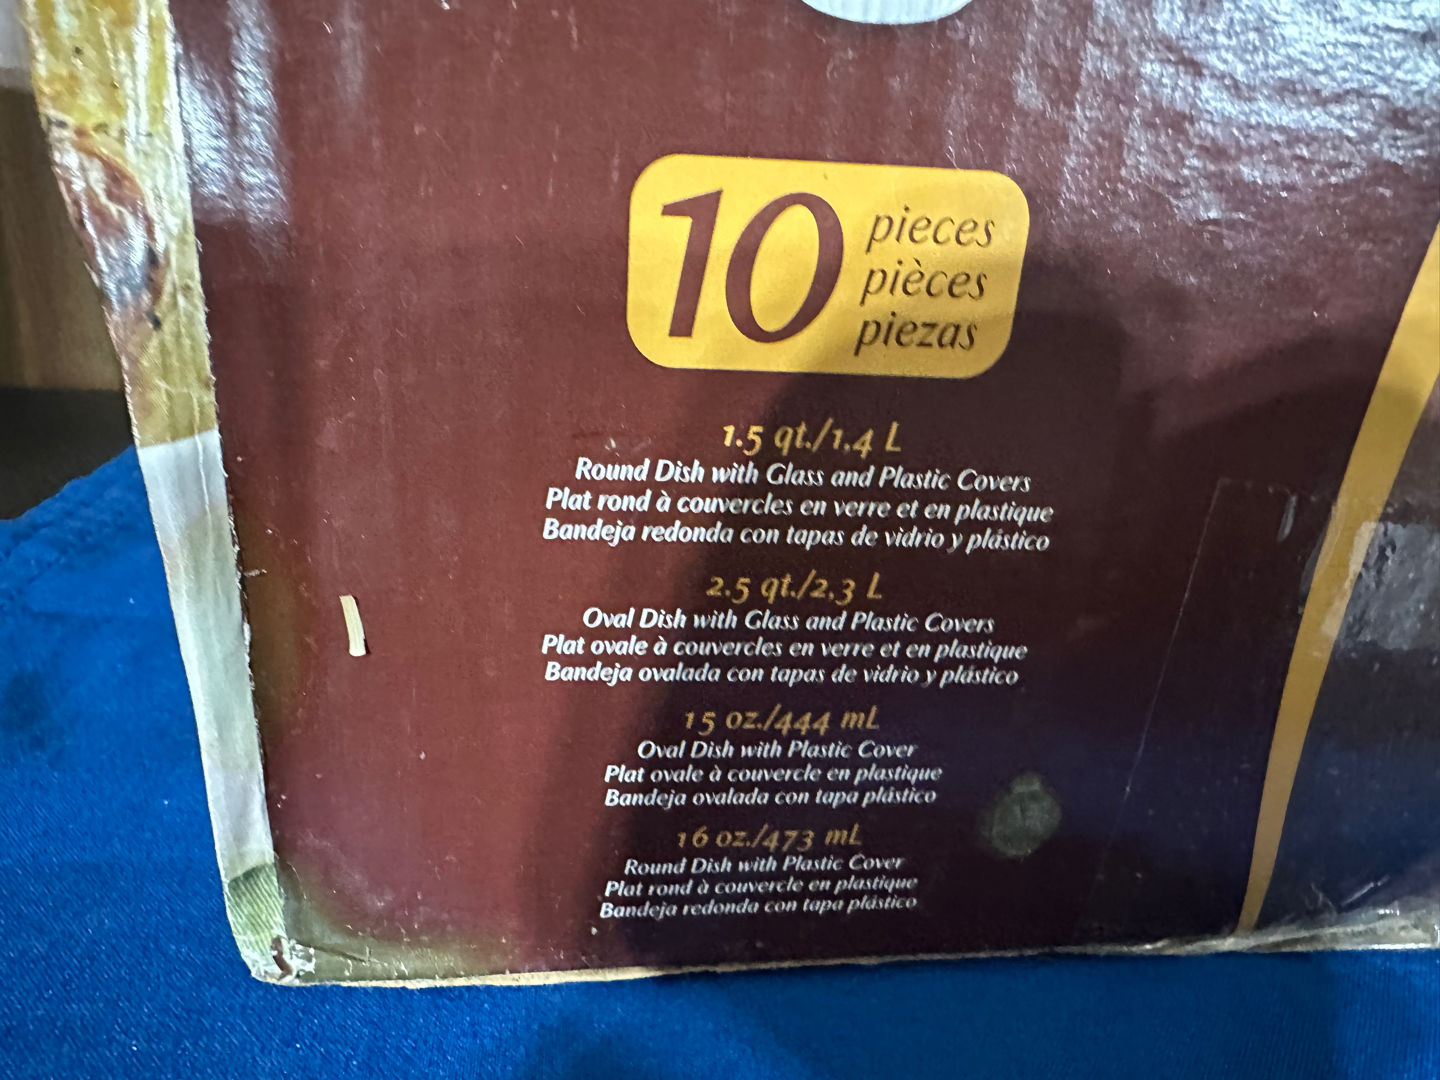 10 pieces
pièces
piezas
1.5 qt./1.4 L
Round Dish with Glass and Plastic Covers
Plat rond à couvercles en verre et en plastique
Bandeja redonda con tapas de vidrio y plástico
2.5 qt./2.3 L
Oval Dish with Glass and Plastic Covers
Plat ovale à couvercles en verre et en plastique
Bandeja ovalada con tapas de vidrio y plástico
15 oz./444 mL
Oval Dish with Plastic Cover
Plat ovale à couvercle en plastique
Bandeja ovalada con tapa plástico
16 oz./473 mL
Round Dish with Plastic Cover
Plat rond à couvercle en plastique
Bandeja redonda con tapa plástico